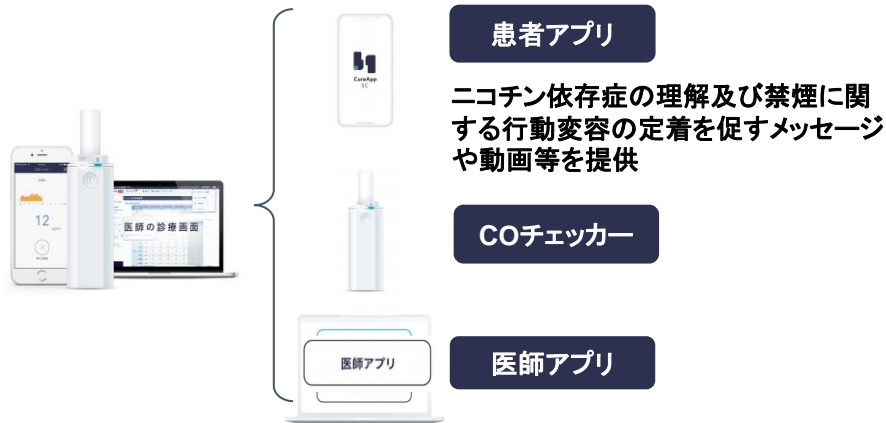 患者アプリ
CureApp
SC
ニコチン依存症の理解及び禁煙に関
する行動変容の定着を促すメッセージ
や動画等を提供
12
医師の診療画面
COチェッカー
医師アプリ
医師アプリ